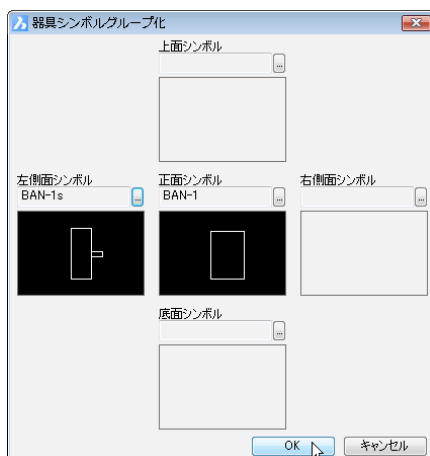 器具シンボルグループ化
上面シンボル
...
左側面シンボル
BAN-1s
...
正面シンボル
BAN-1
...
右側面シンボル
...
底面シンボル
...
OK
キャンセル